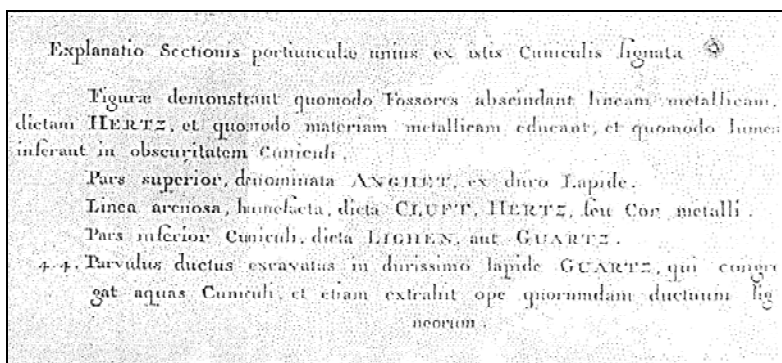 Explanatio Sectionis portiunculæ unius ex istis Cuniculis signata
Figuræ demonstrant quomodo Fossores abscindant lineam metallicam,
dictam HERTZ, et quomodo materiam metallicam educant, et quomodo
inferant in obscuritatem Cuniculi.
Pars superior, denominata ANGHET, ex duro Lapide.
Linea arenosa, humefacta, dicta CLUFT, HERTZ, seu Cor metalli.
Pars inferior Cuniculi, dicta LIGHEN, aut GUARTZ.
4. 4. Parvulus ductus excavatus in durissimo lapide GUARTZ, qui congre
gat aquas Cuniculi, et etiam extrahit ope quorumdam ductuum lig
neorum.